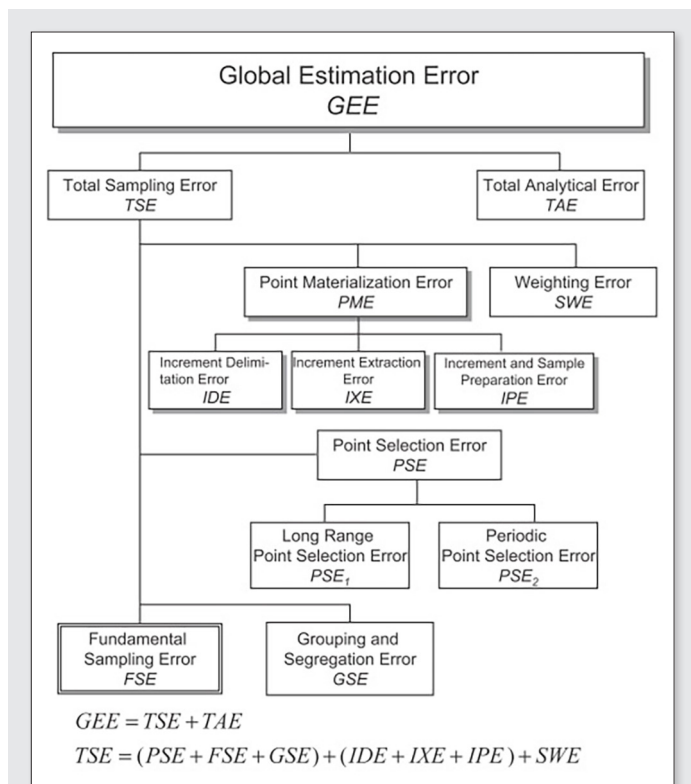 Global Estimation Error
GEE
Total Sampling Error
TSE
Total Analytical Error
TAE
Point Materialization Error
PME
Weighting Error
SWE
Increment Delimi-
tation Error
IDE
Increment Extraction
Error
IXE
Increment and Sample
Preparation Error
IPE
Point Selection Error
PSE
Long Range
Point Selection Error
PSE₁
Periodic
Point Selection Error
PSE₂
Fundamental
Sampling Error
FSE
Grouping and
Segregation Error
GSE
GEE = TSE + TAE
TSE = (PSE + FSE + GSE) + (IDE + IXE + IPE) + SWE